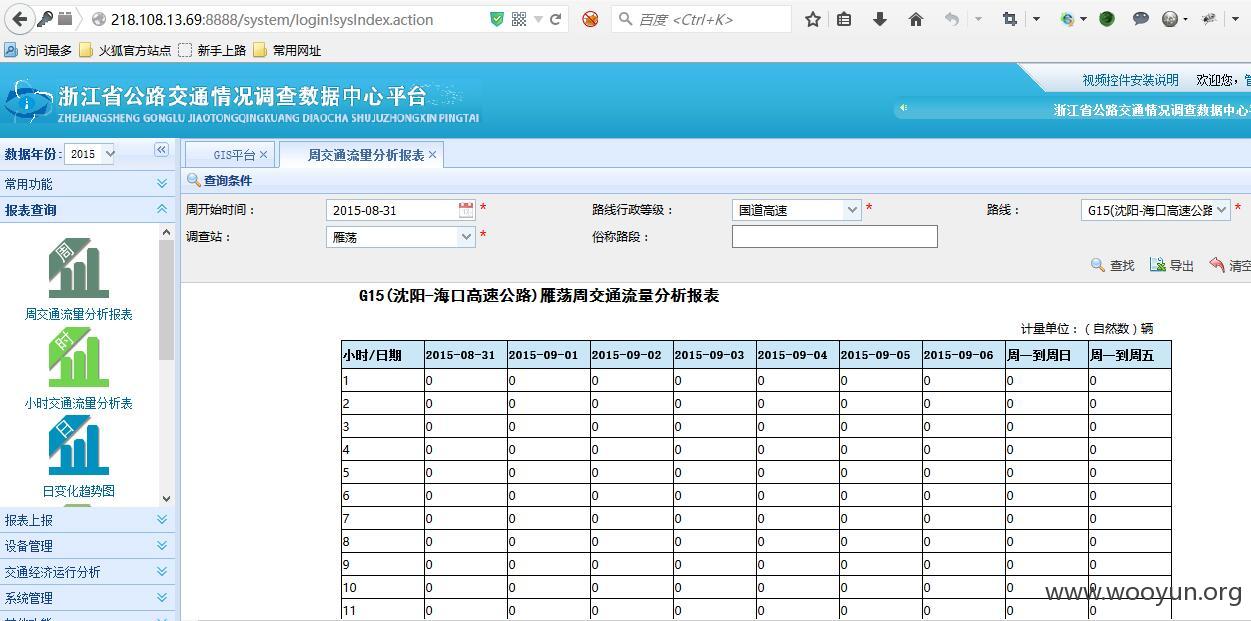 218.108.13.69:8888/system/login!sysIndex.action
百度 <Ctrl+K>
访问最多 火狐官方站点 新手上路 常用网址
浙江省公路交通情况调查数据中心平台
ZHEJIANGSHENG GONGLU JIAOTONGQINGKUANG DIAOCHA SHUJUZHONGXIN PINGTAI
视频控件安装说明 欢迎您，
浙江省公路交通情况调查数据中心
数据年份: 2015
常用功能
报表查询
周
周交通流量分析报表
时
小时交通流量分析表
日
日变化趋势图
报表上报
设备管理
交通经济运行分析
系统管理
GIS平台 周交通流量分析报表
查询条件
周开始时间： 2015-08-31 * 路线行政等级： 国道高速 * 路线： G15(沈阳-海口高速公路 *
调查站： 雁荡 * 俗称路段：
查找 导出 清空
G15(沈阳-海口高速公路)雁荡周交通流量分析报表
计量单位：（自然数）辆
小时/日期 2015-08-31 2015-09-01 2015-09-02 2015-09-03 2015-09-04 2015-09-05 2015-09-06 周一到周日 周一到周五
1 0 0 0 0 0 0 0 0 0
2 0 0 0 0 0 0 0 0 0
3 0 0 0 0 0 0 0 0 0
4 0 0 0 0 0 0 0 0 0
5 0 0 0 0 0 0 0 0 0
6 0 0 0 0 0 0 0 0 0
7 0 0 0 0 0 0 0 0 0
8 0 0 0 0 0 0 0 0 0
9 0 0 0 0 0 0 0 0 0
10 0 0 0 0 0 0 0 0 0
11 0 0 0 0 0 0 0 0 0
www.wooyun.org